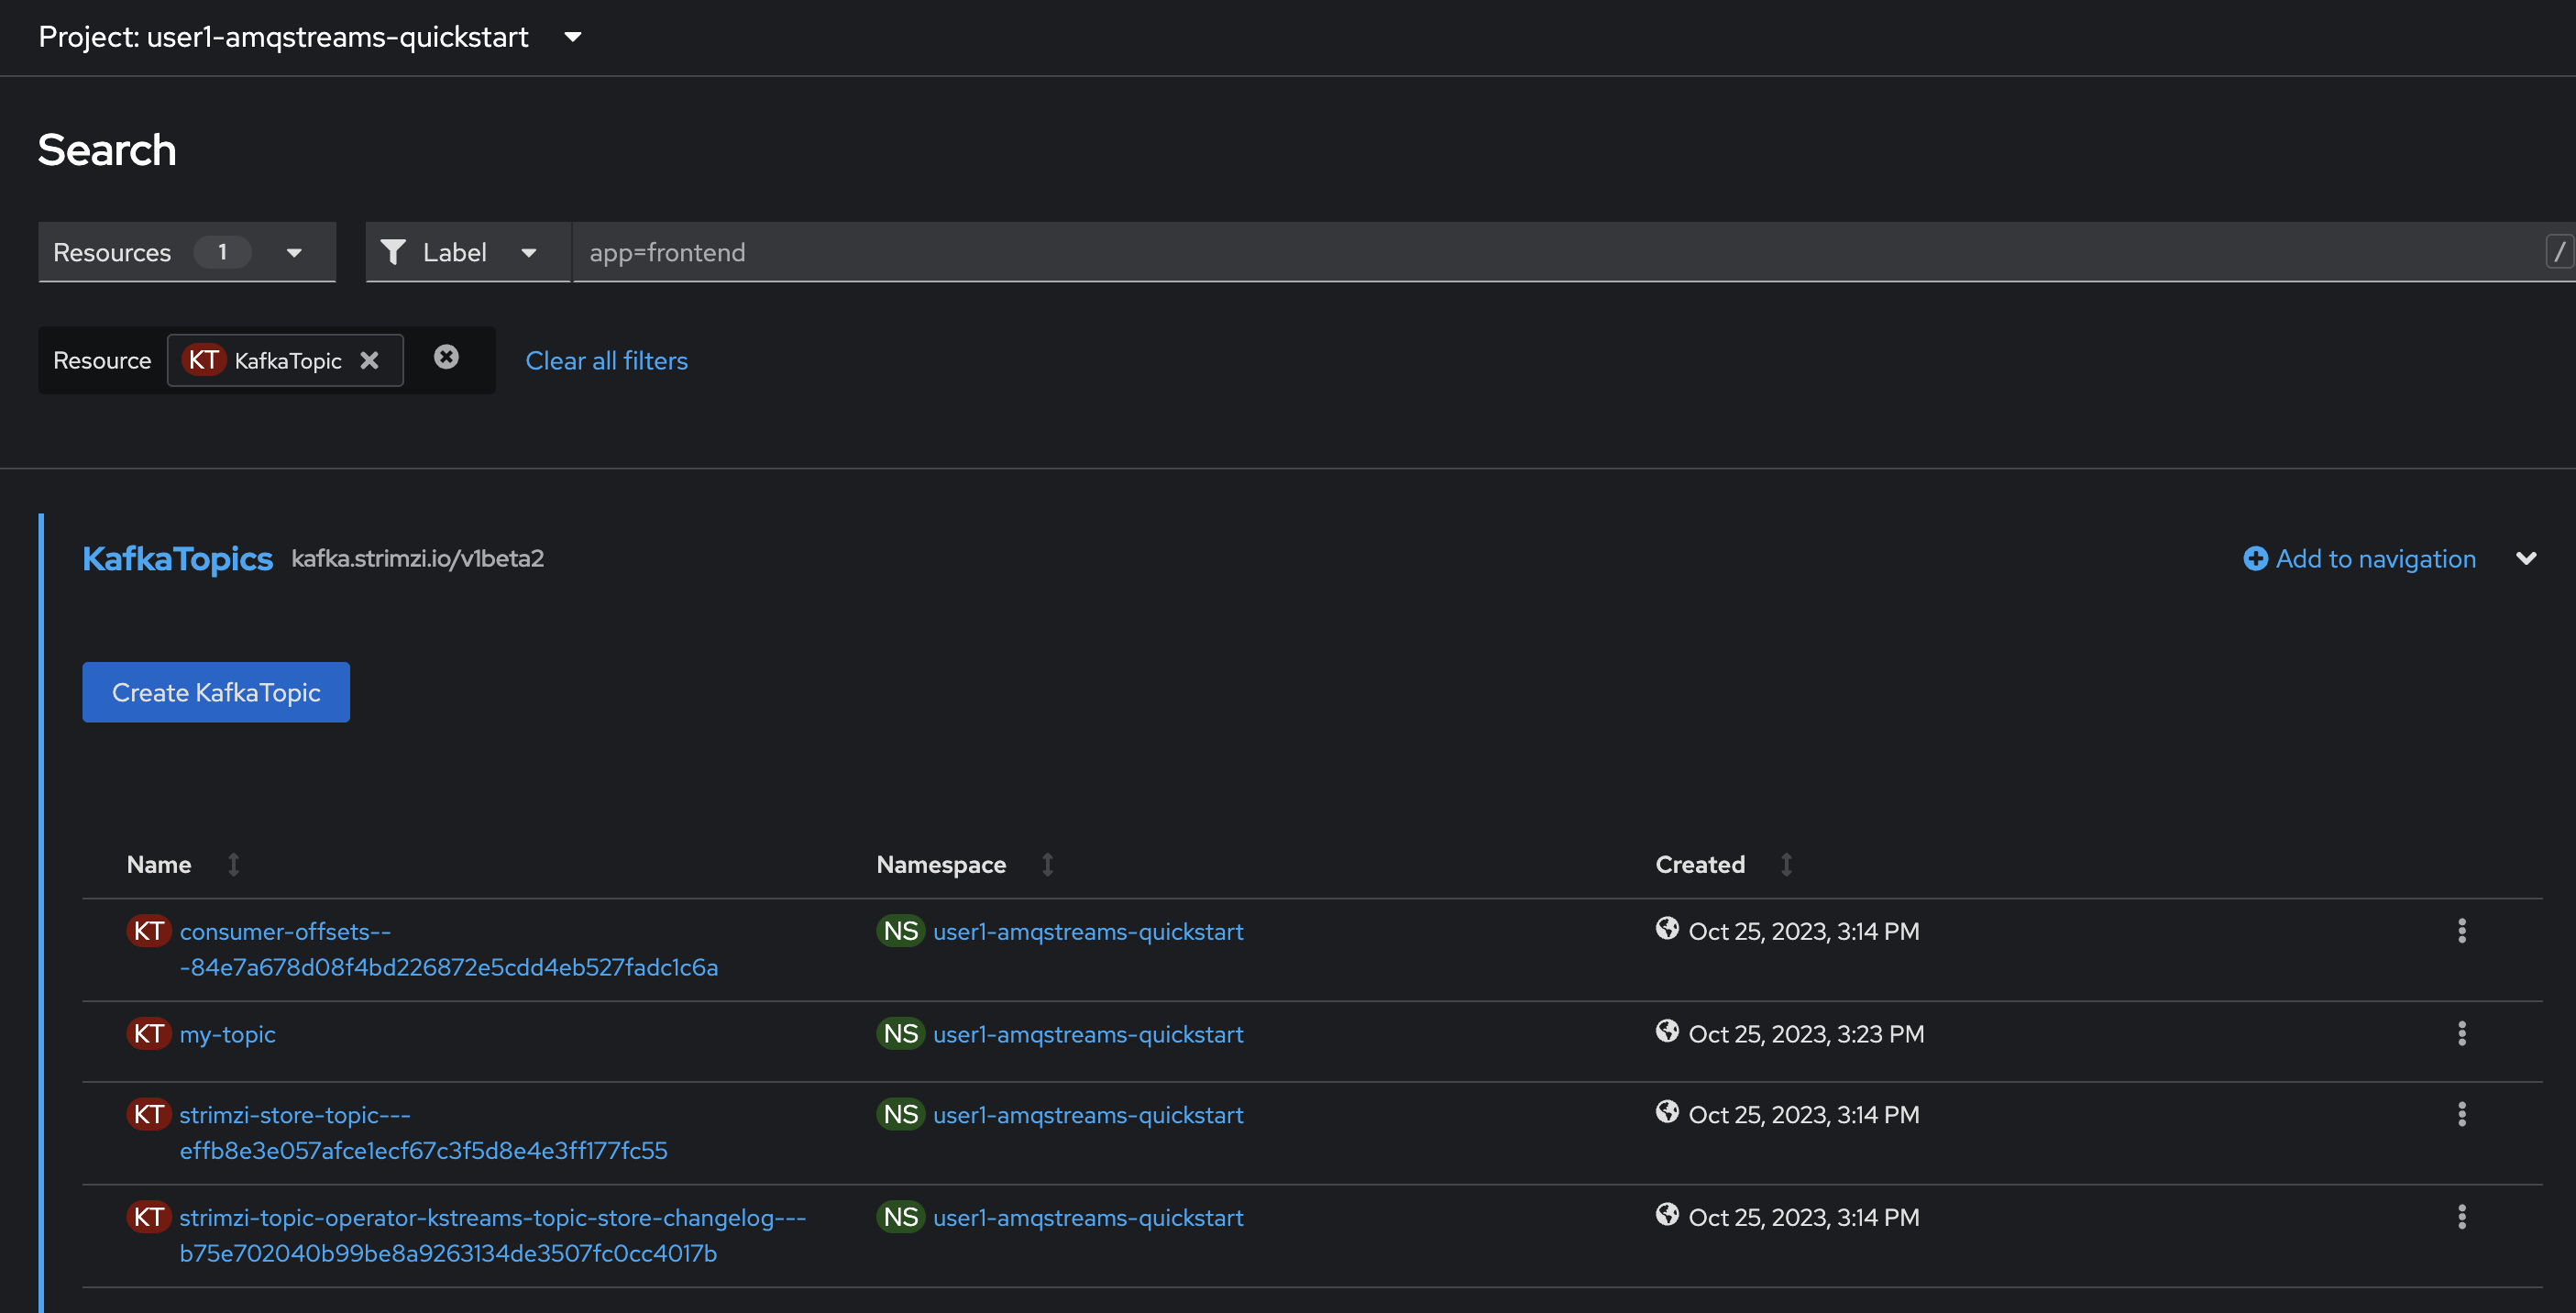 Project: user1-amqstreams-quickstart
Search
Resources 1 Label app=frontend /
Resource KT KafkaTopic Clear all filters
KafkaTopics kafka.strimzi.io/v1beta2 Add to navigation
Create KafkaTopic
Name Namespace Created
KT consumer-offsets-- NS user1-amqstreams-quickstart Oct 25, 2023, 3:14 PM
-84e7a678d08f4bd226872e5cdd4eb527fadc1c6a
KT my-topic NS user1-amqstreams-quickstart Oct 25, 2023, 3:23 PM
KT strimzi-store-topic--- NS user1-amqstreams-quickstart Oct 25, 2023, 3:14 PM
effb8e3e057afce1ecf67c3f5d8e4e3ff177fc55
KT strimzi-topic-operator-kstreams-topic-store-changelog--- NS user1-amqstreams-quickstart Oct 25, 2023, 3:14 PM
b75e702040b99be8a9263134de3507fc0cc4017b